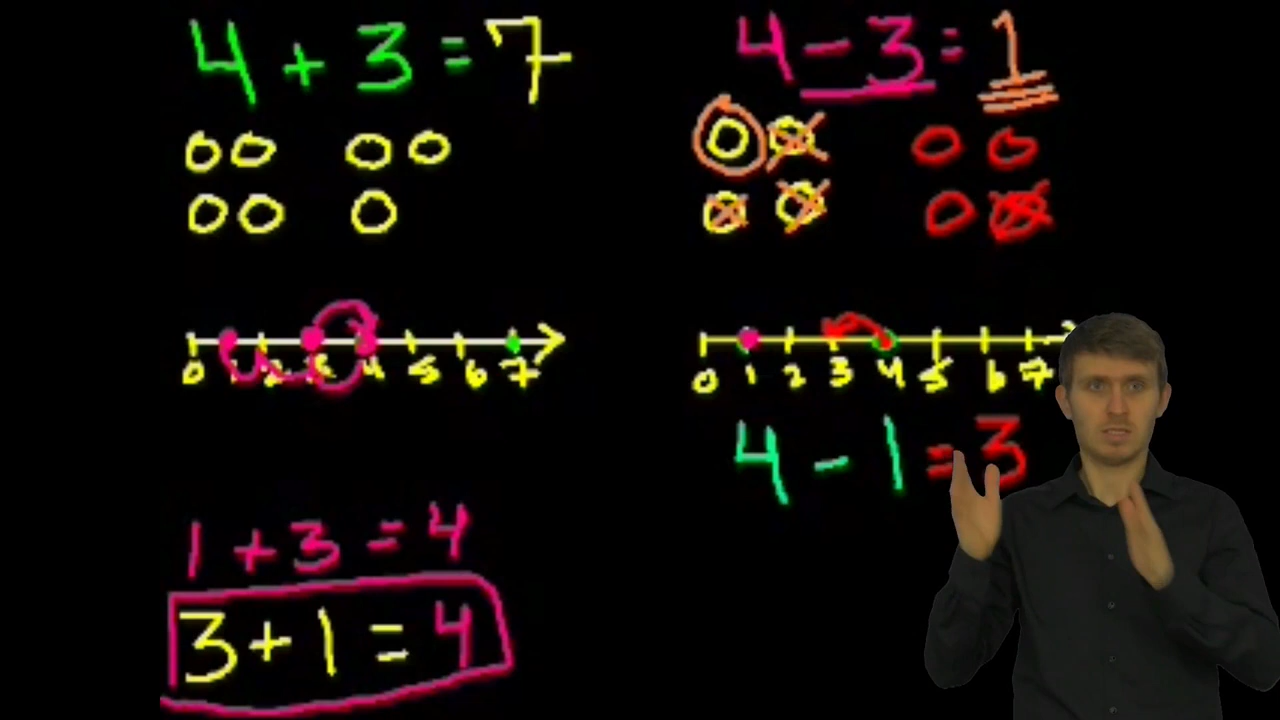 4 + 3 = 7
0 1 2 3 4 5 6 7
1 + 3 = 4
3 + 1 = 4
4 - 3 = 1
0 1 2 3 4 5 6 7
4 - 1 = 3